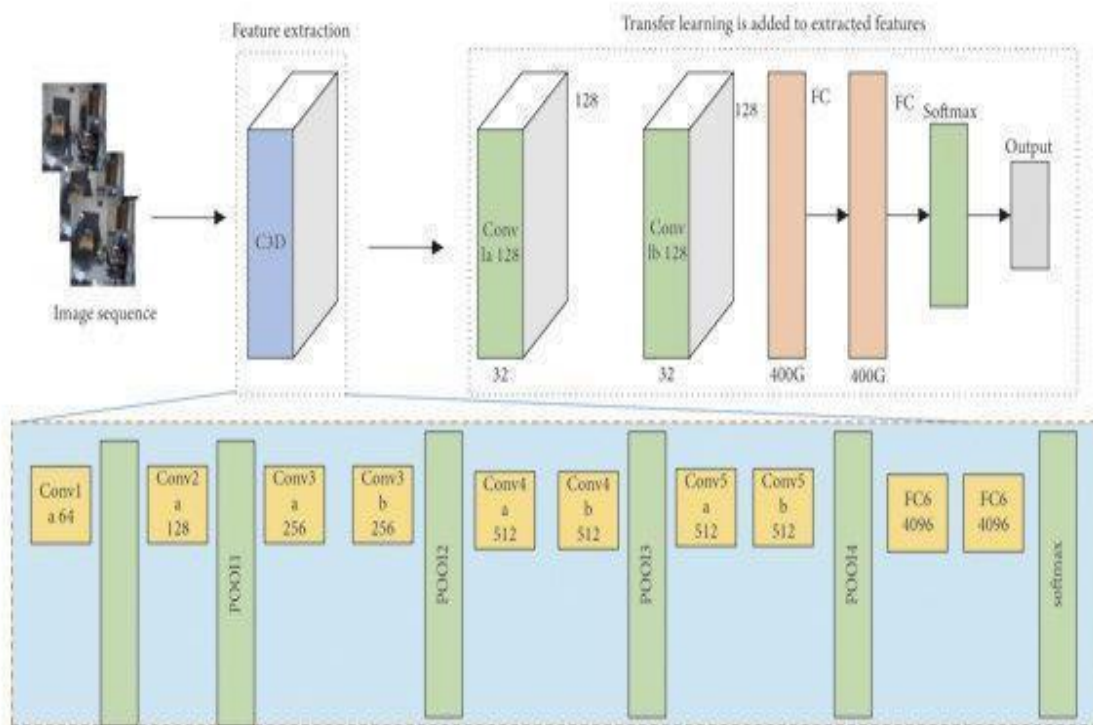 Feature extraction
Transfer learning is added to extracted features
Image sequence
C3D
Conv
la 128
128
32
Conv
lb 128
128
32
FC
400G
FC
400G
Softmax
Output
Conv1
a 64
Conv2
a
128
POOl1
Conv3
a
256
Conv3
b
256
POOl2
Conv4
a
512
Conv4
b
512
POOl3
Conv5
a
512
Conv5
b
512
POOl4
FC6
4096
FC6
4096
softmax